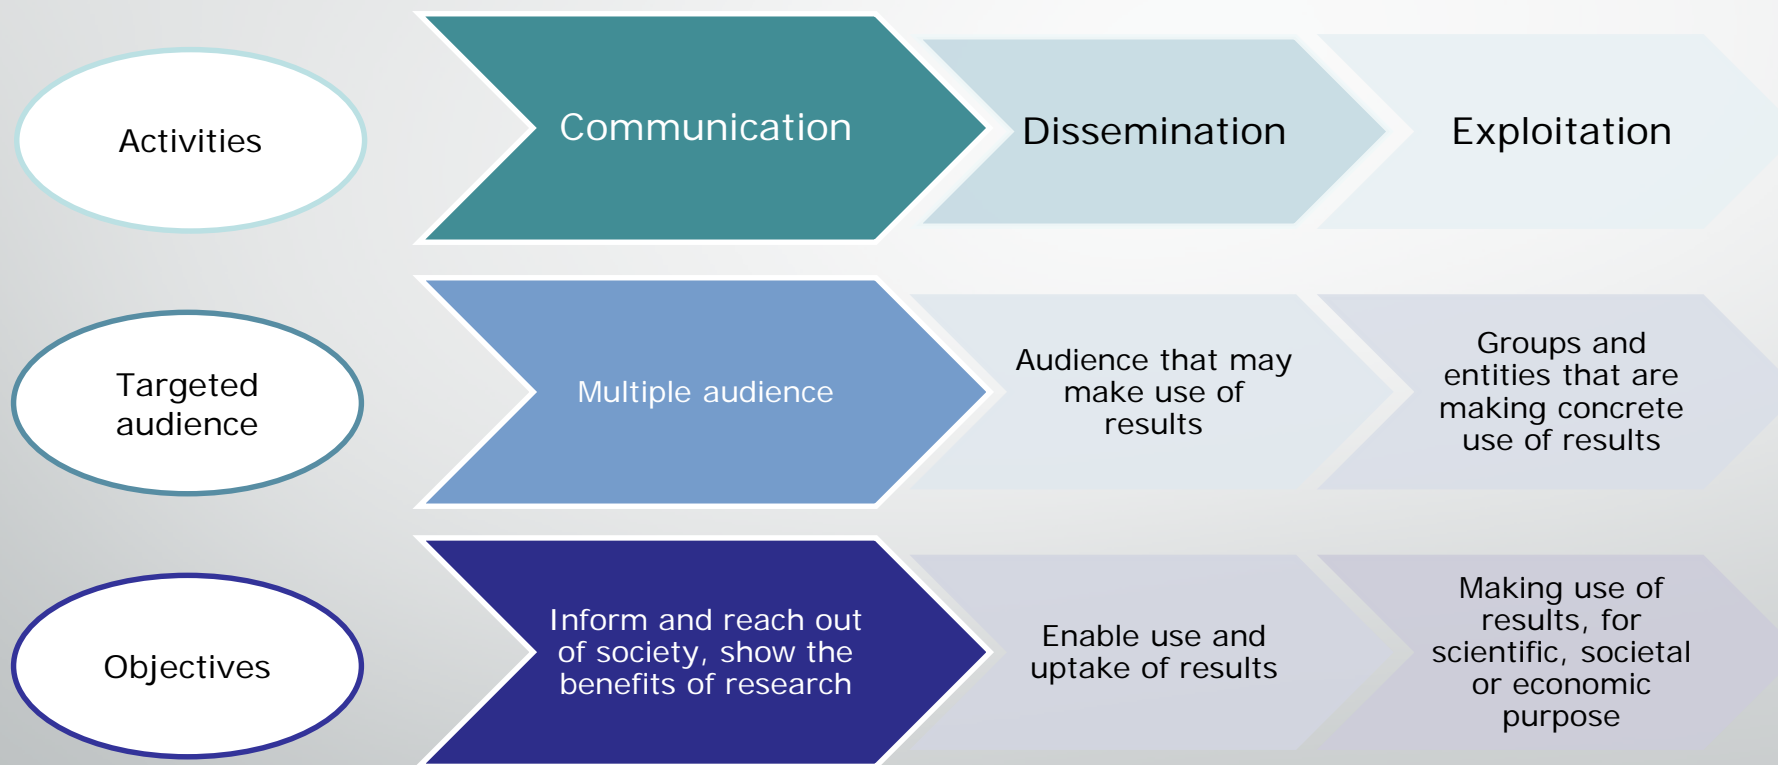 Activities
Communication
Dissemination
Exploitation
Targeted
audience
Multiple audience
Audience that may
make use of
results
Groups and
entities that are
making concrete
use of results
Objectives
Inform and reach out
of society, show the
benefits of research
Enable use and
uptake of results
Making use of
results, for
scientific, societal
or economic
purpose